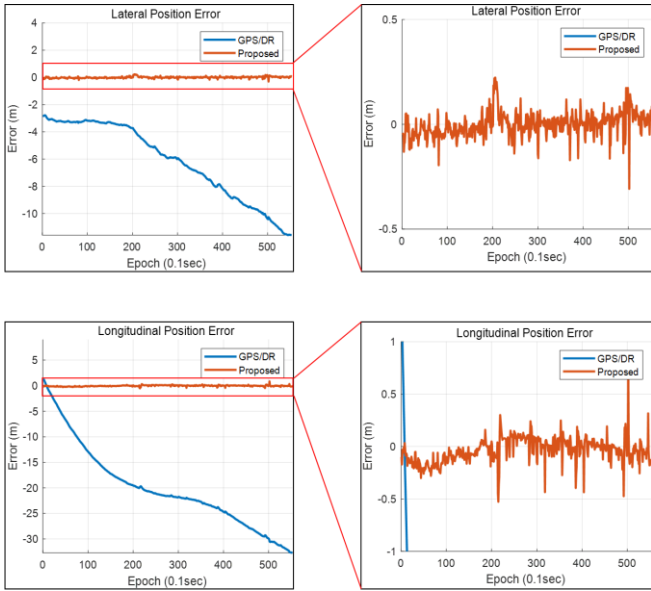 Lateral Position Error
4
2
0
-2
-4
-6
-8
-10
Error (m)
GPS/DR
Proposed
0 100 200 300 400 500
Epoch (0.1sec)
Lateral Position Error
0.5
0
-0.5
Error (m)
GPS/DR
Proposed
0 100 200 300 400 500
Epoch (0.1sec)
Longitudinal Position Error
5
0
-5
-10
-15
-20
-25
-30
Error (m)
GPS/DR
Proposed
0 100 200 300 400 500
Epoch (0.1sec)
Longitudinal Position Error
1
0.5
0
-0.5
-1
Error (m)
GPS/DR
Proposed
0 100 200 300 400 500
Epoch (0.1sec)